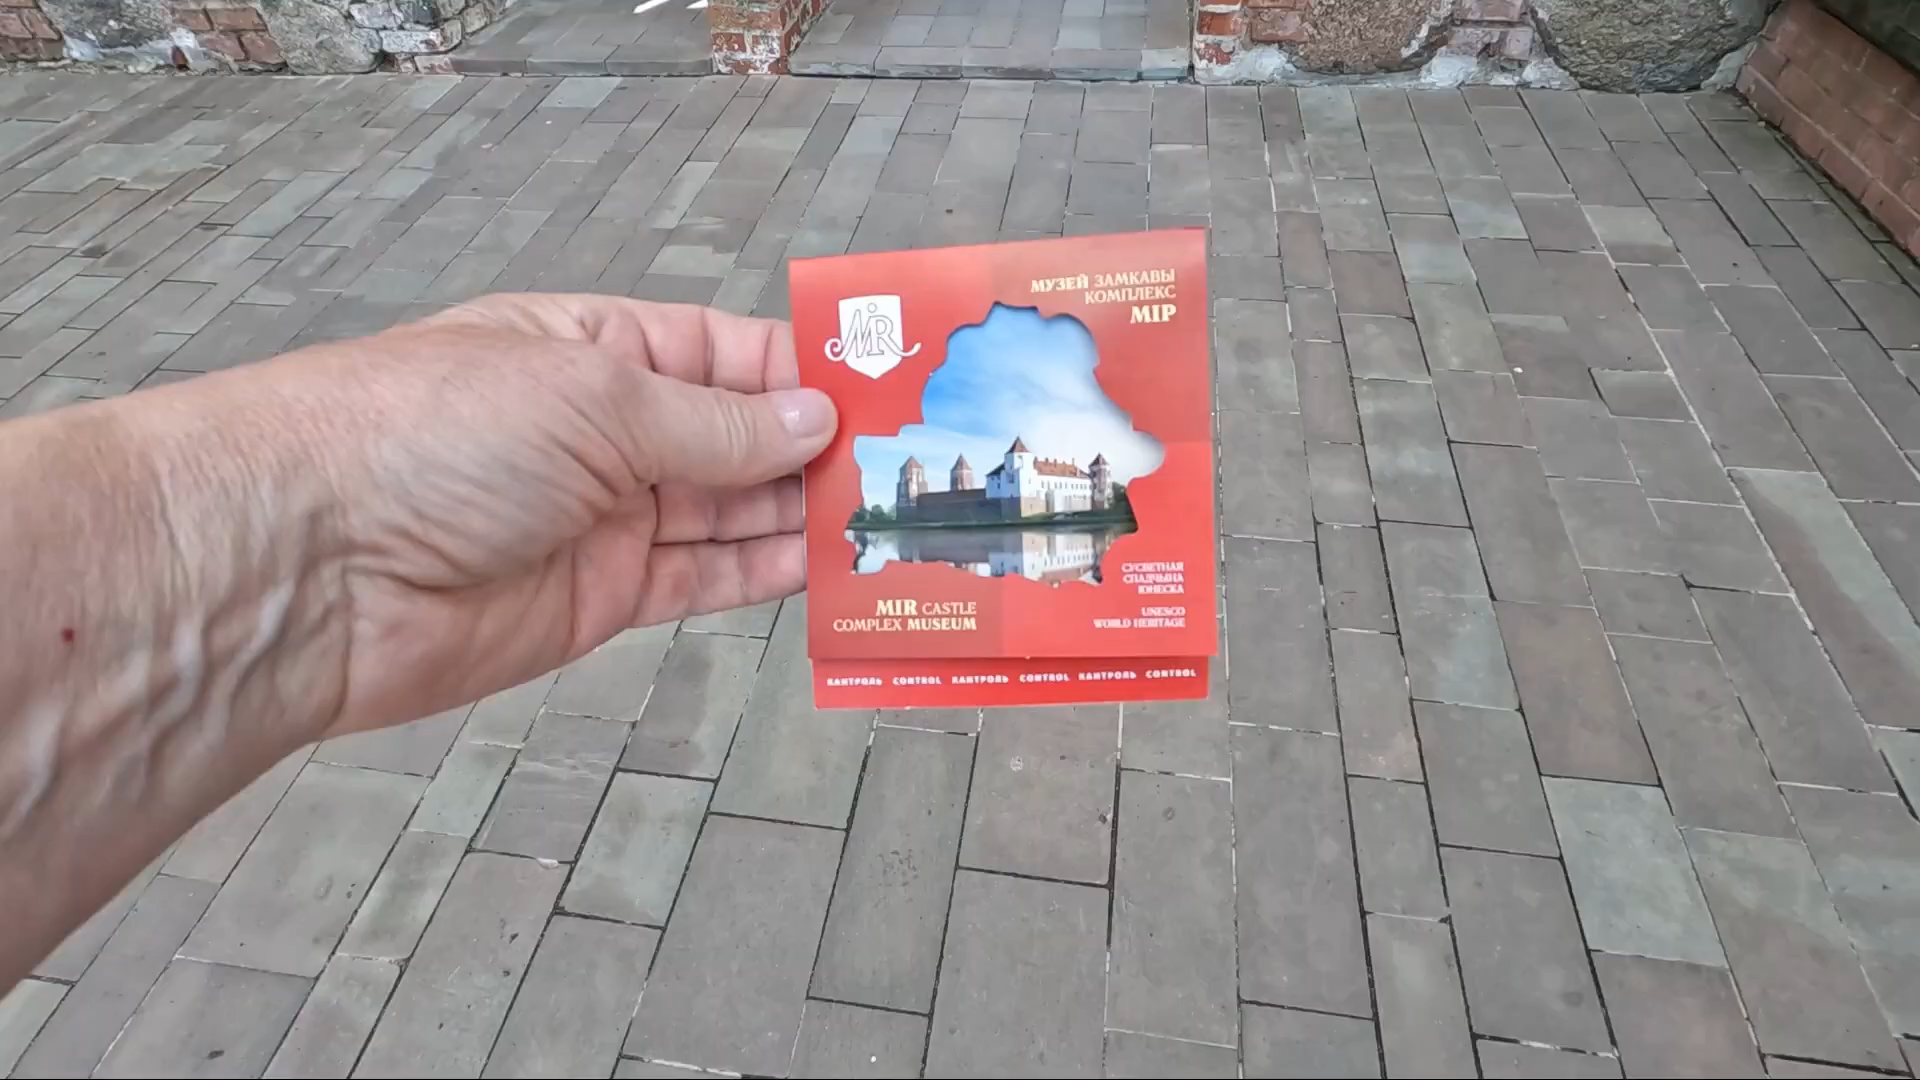 MIR
МУЗЕЙ ЗАМКАВЫ
КОМПЛЕКС
МІР
СУСВЕТНАЯ
СПАДЧЫНА
ЮНЕСКА
UNESCO
WORLD HERITAGE
MIR CASTLE
COMPLEX MUSEUM
КАНТРОЛЬ CONTROL КАНТРОЛЬ CONTROL КАНТРОЛЬ CONTROL